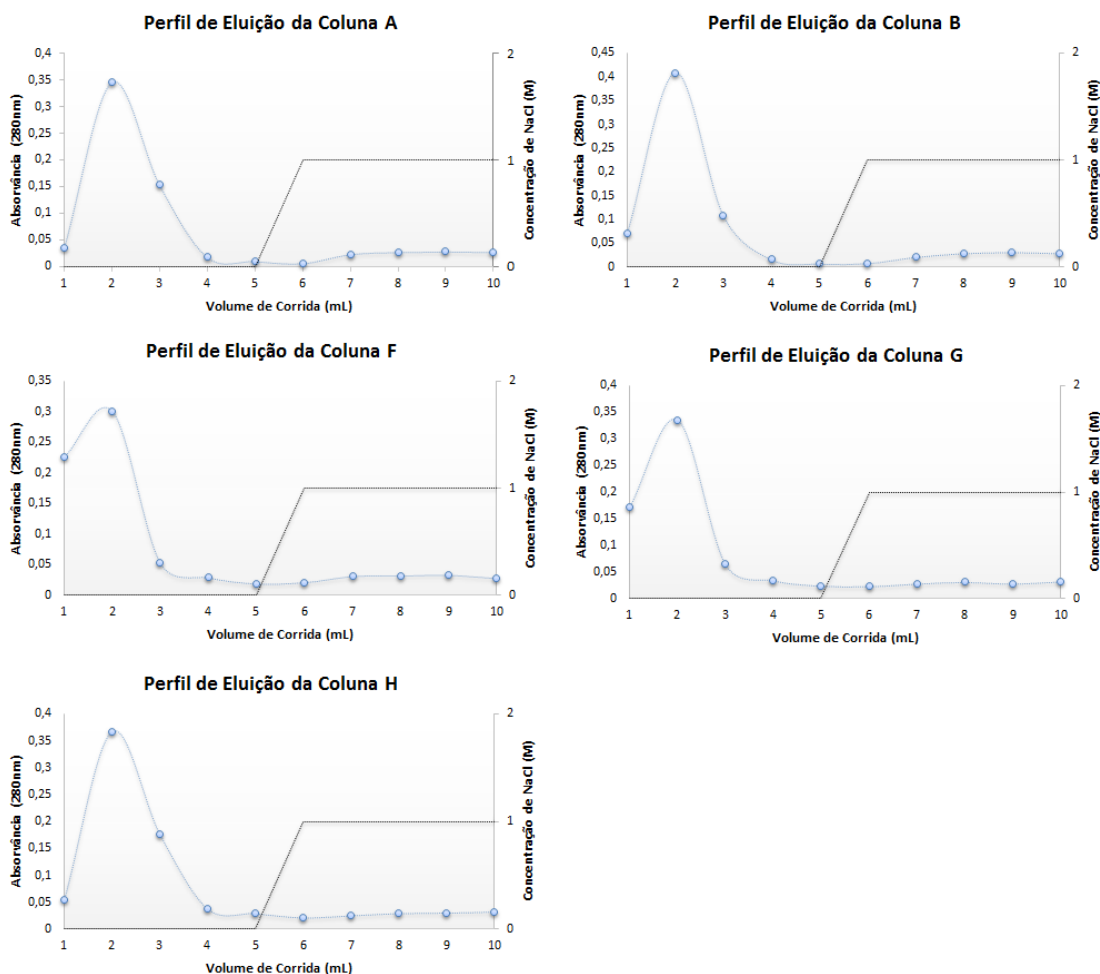 Perfil de Eluição da Coluna A
Absorvância (280nm)
0,4
0,35
0,3
0,25
0,2
0,15
0,1
0,05
0
1 2 3 4 5 6 7 8 9 10
Volume de Corrida (mL)
2
1
0
Concentração de NaCl (M)
Perfil de Eluição da Coluna B
Absorvância (280nm)
0,45
0,4
0,35
0,3
0,25
0,2
0,15
0,1
0,05
0
1 2 3 4 5 6 7 8 9 10
Volume de Corrida (mL)
2
1
0
Concentração de NaCl (M)
Perfil de Eluição da Coluna F
Absorvância (280nm)
0,35
0,3
0,25
0,2
0,15
0,1
0,05
0
1 2 3 4 5 6 7 8 9 10
Volume de Corrida (mL)
2
1
0
Concentração de NaCl (M)
Perfil de Eluição da Coluna G
Absorvância (280nm)
0,4
0,35
0,3
0,25
0,2
0,15
0,1
0,05
0
1 2 3 4 5 6 7 8 9 10
Volume de Corrida (mL)
2
1
0
Concentração de NaCl (M)
Perfil de Eluição da Coluna H
Absorvância (280nm)
0,4
0,35
0,3
0,25
0,2
0,15
0,1
0,05
0
1 2 3 4 5 6 7 8 9 10
Volume de Corrida (mL)
2
1
0
Concentração de NaCl (M)